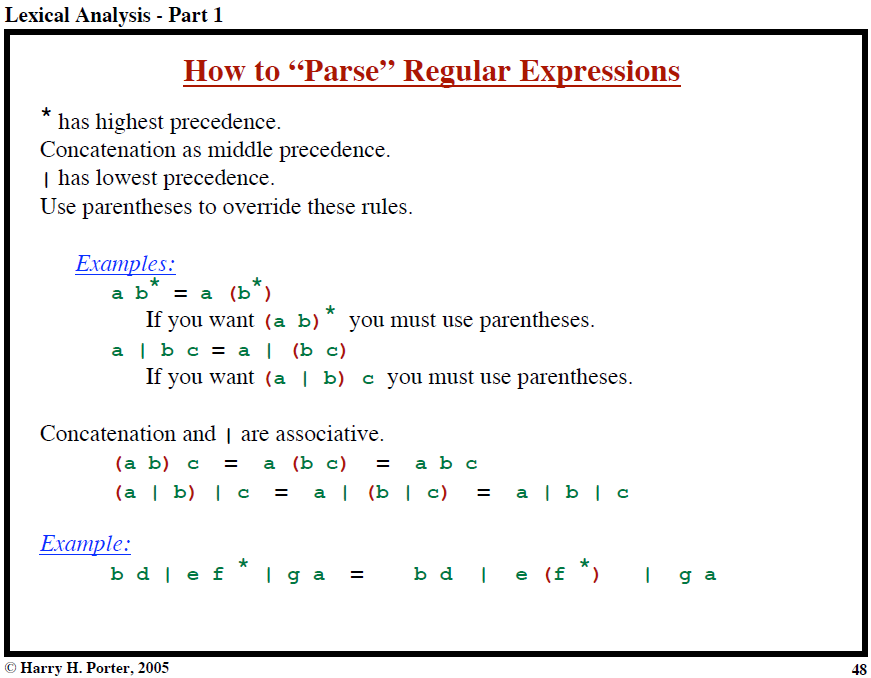 Lexical Analysis - Part 1
How to “Parse” Regular Expressions
* has highest precedence.
Concatenation as middle precedence.
| has lowest precedence.
Use parentheses to override these rules.
Examples:
a b* = a (b*)
If you want (a b)* you must use parentheses.
a | b c = a | (b c)
If you want (a | b) c you must use parentheses.
Concatenation and | are associative.
(a b) c = a (b c) = a b c
(a | b) | c = a | (b | c) = a | b | c
Example:
b d | e f * | g a = b d | e (f *) | g a
© Harry H. Porter, 2005
48